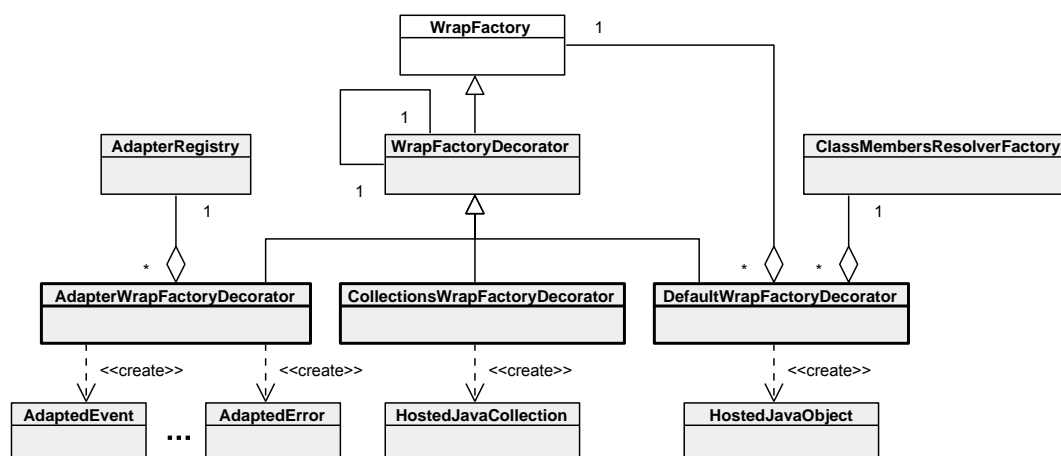 WrapFactory
1
1
AdapterRegistry
WrapFactoryDecorator
ClassMembersResolverFactory
1
1
1
*
*
*
AdapterWrapFactoryDecorator
CollectionsWrapFactoryDecorator
DefaultWrapFactoryDecorator
<<create>>
<<create>>
<<create>>
<<create>>
AdaptedEvent
...
AdaptedError
HostedJavaCollection
HostedJavaObject